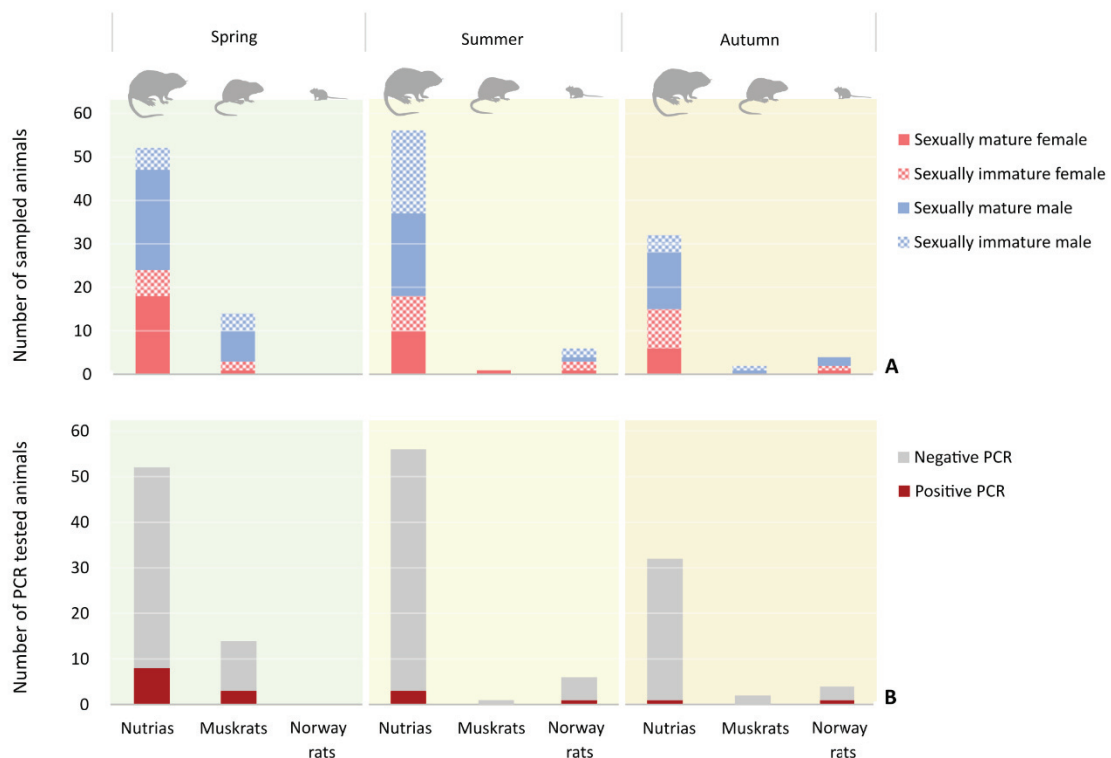 Spring
Summer
Autumn
Number of sampled animals
60
50
40
30
20
10
0
Sexually mature female
Sexually immature female
Sexually mature male
Sexually immature male
A
Number of PCR tested animals
60
50
40
30
20
10
0
Negative PCR
Positive PCR
B
Nutrias
Muskrats
Norway
rats
Nutrias
Muskrats
Norway
rats
Nutrias
Muskrats
Norway
rats